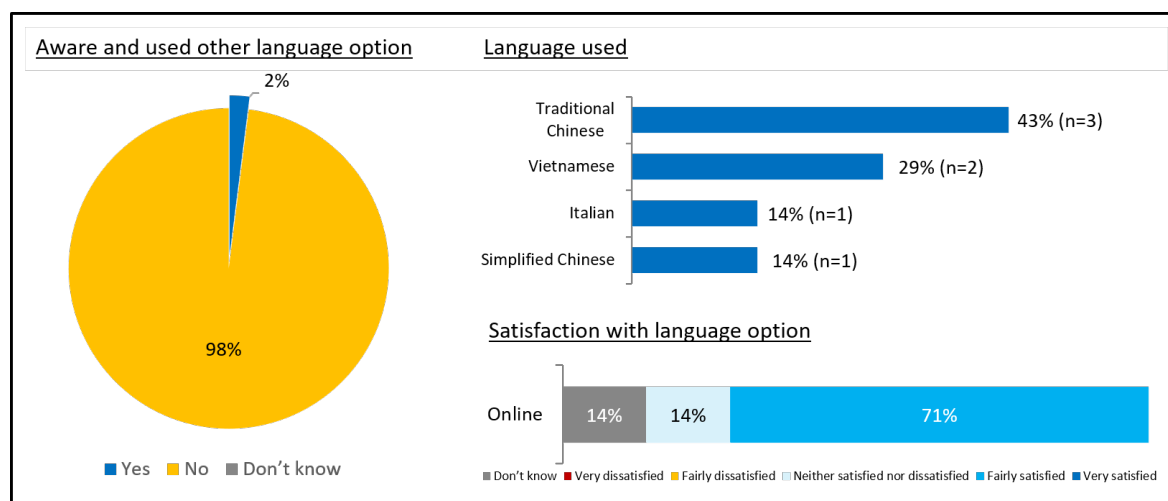 Aware and used other language option
2%
98%
Yes No Don't know
Language used
Traditional
Chinese
43% (n=3)
Vietnamese
29% (n=2)
Italian
14% (n=1)
Simplified Chinese
14% (n=1)
Satisfaction with language option
Online
14% 14% 71%
Don't know Very dissatisfied Fairly dissatisfied Neither satisfied nor dissatisfied Fairly satisfied Very satisfied